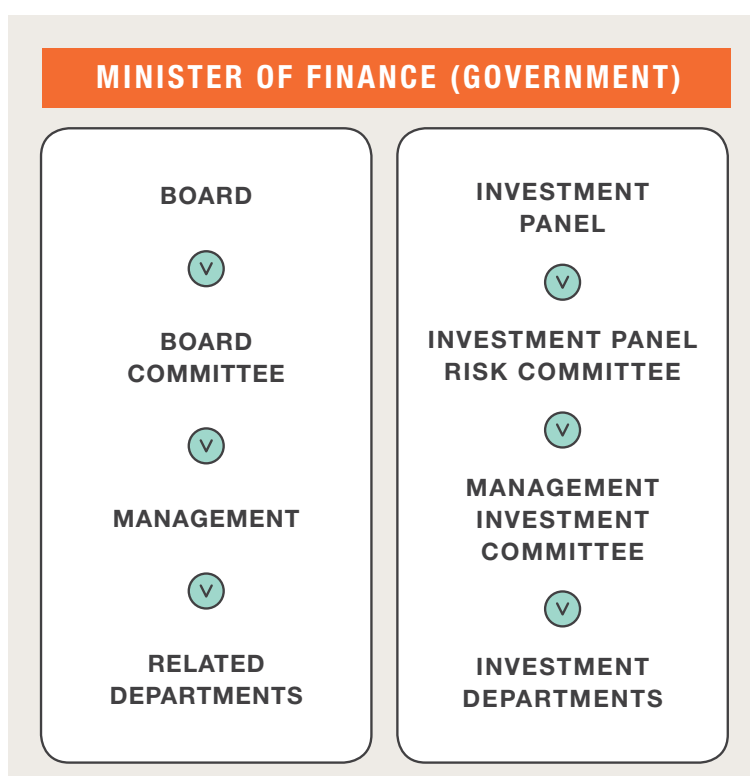 MINISTER OF FINANCE (GOVERNMENT)
BOARD
BOARD
COMMITTEE
MANAGEMENT
RELATED
DEPARTMENTS
INVESTMENT
PANEL
INVESTMENT PANEL
RISK COMMITTEE
MANAGEMENT
INVESTMENT
COMMITTEE
INVESTMENT
DEPARTMENTS